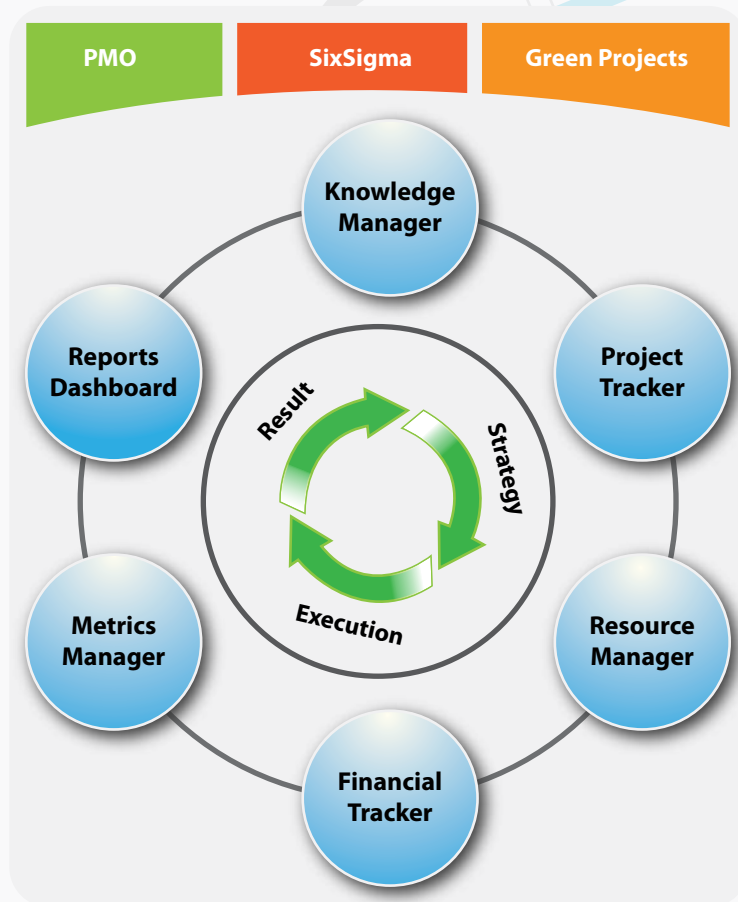 PMO
SixSigma
Green Projects
Knowledge
Manager
Reports
Dashboard
Project
Tracker
Result
Strategy
Execution
Metrics
Manager
Resource
Manager
Financial
Tracker